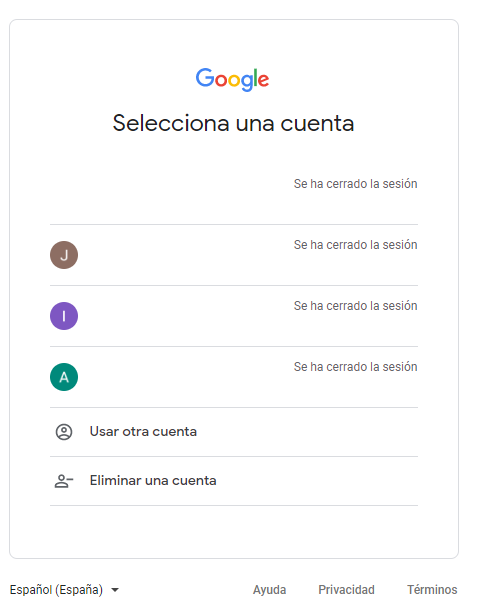 Google
Selecciona una cuenta
Se ha cerrado la sesión
J
Se ha cerrado la sesión
I
Se ha cerrado la sesión
A
Se ha cerrado la sesión
Usar otra cuenta
Eliminar una cuenta
Español (España) Ayuda Privacidad Términos